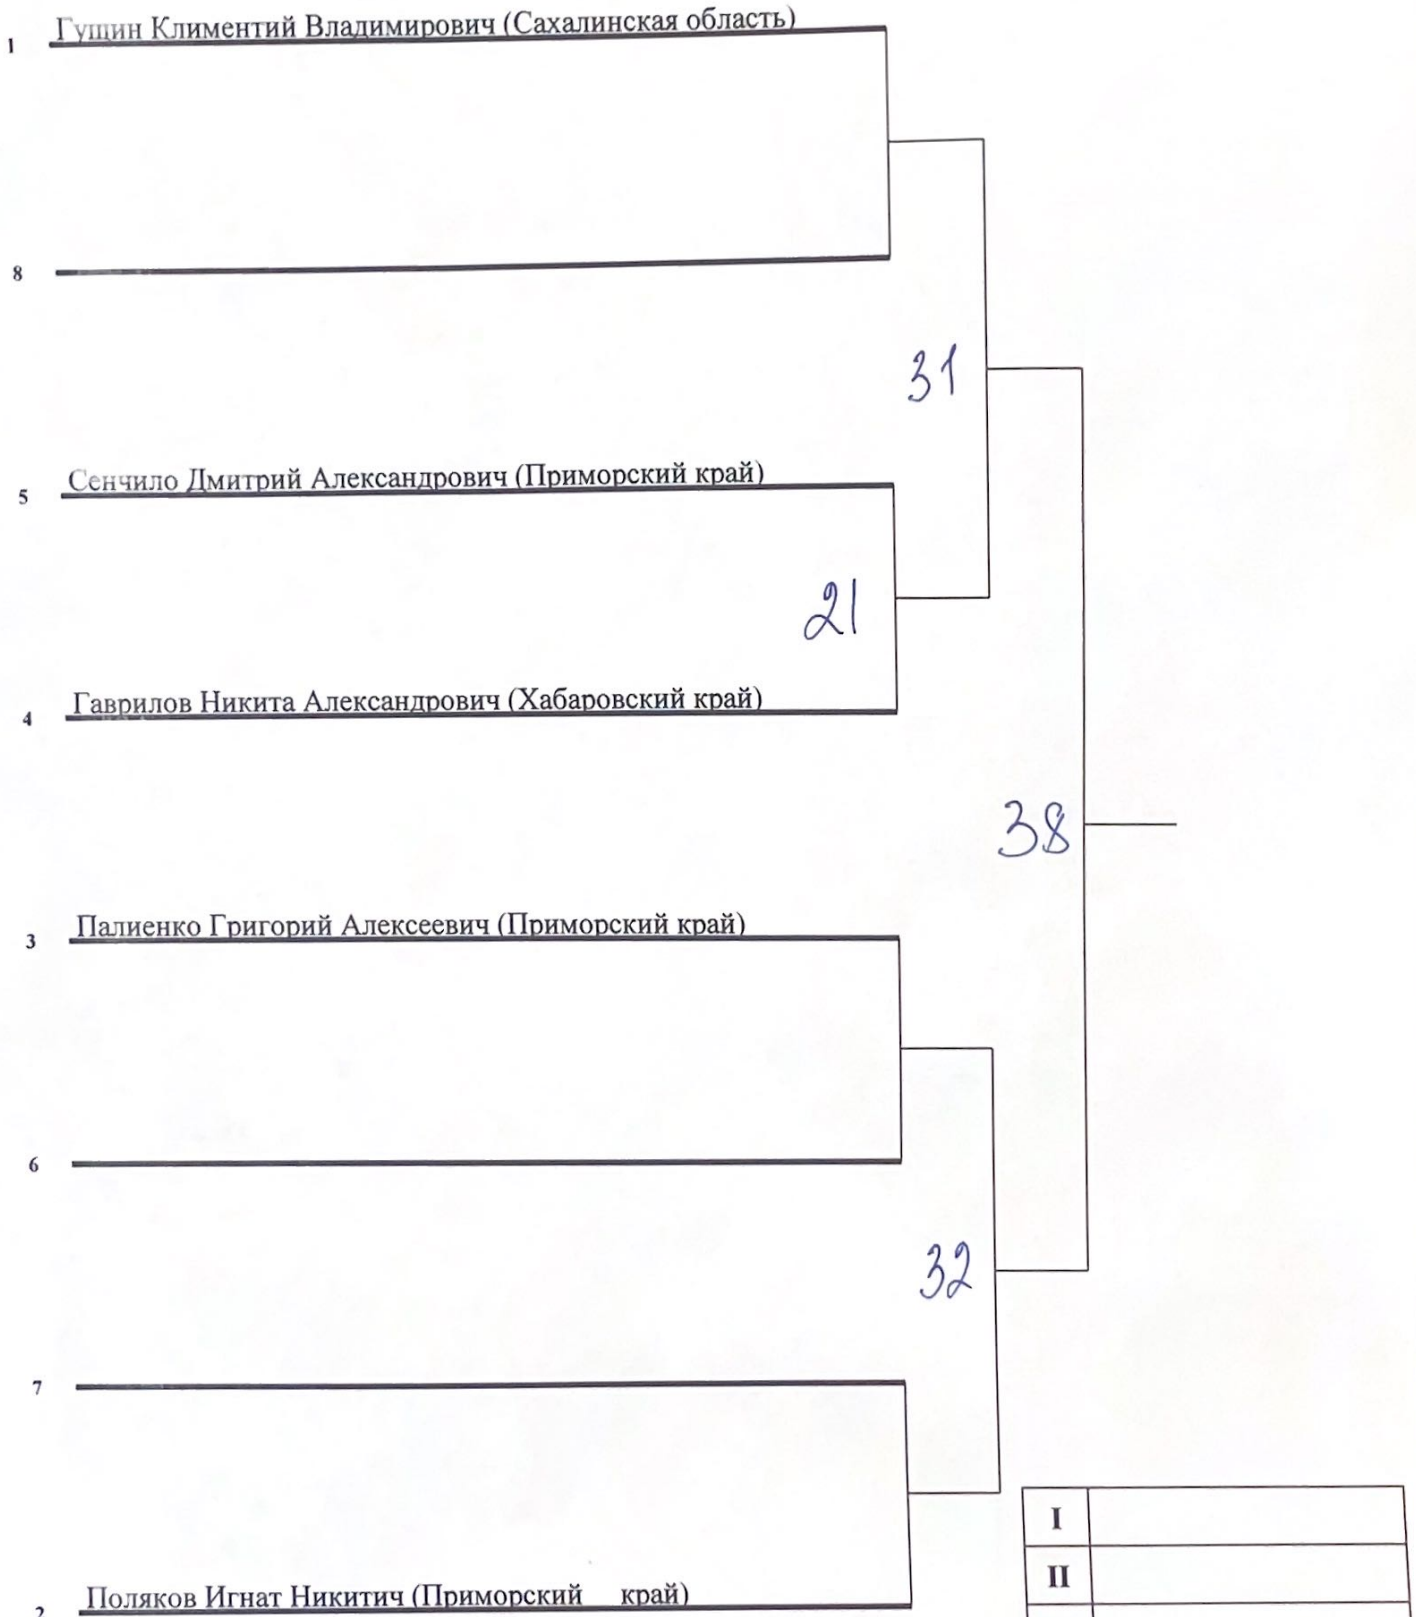 1 Гущин Климентий Владимирович (Сахалинская область)
8
31
5 Сенчило Дмитрий Александрович (Приморский край)
21
4 Гаврилов Никита Александрович (Хабаровский край)
38
3 Палиенко Григорий Алексеевич (Приморский край)
6
32
7
I
II
2 Поляков Игнат Никитич (Приморский край)